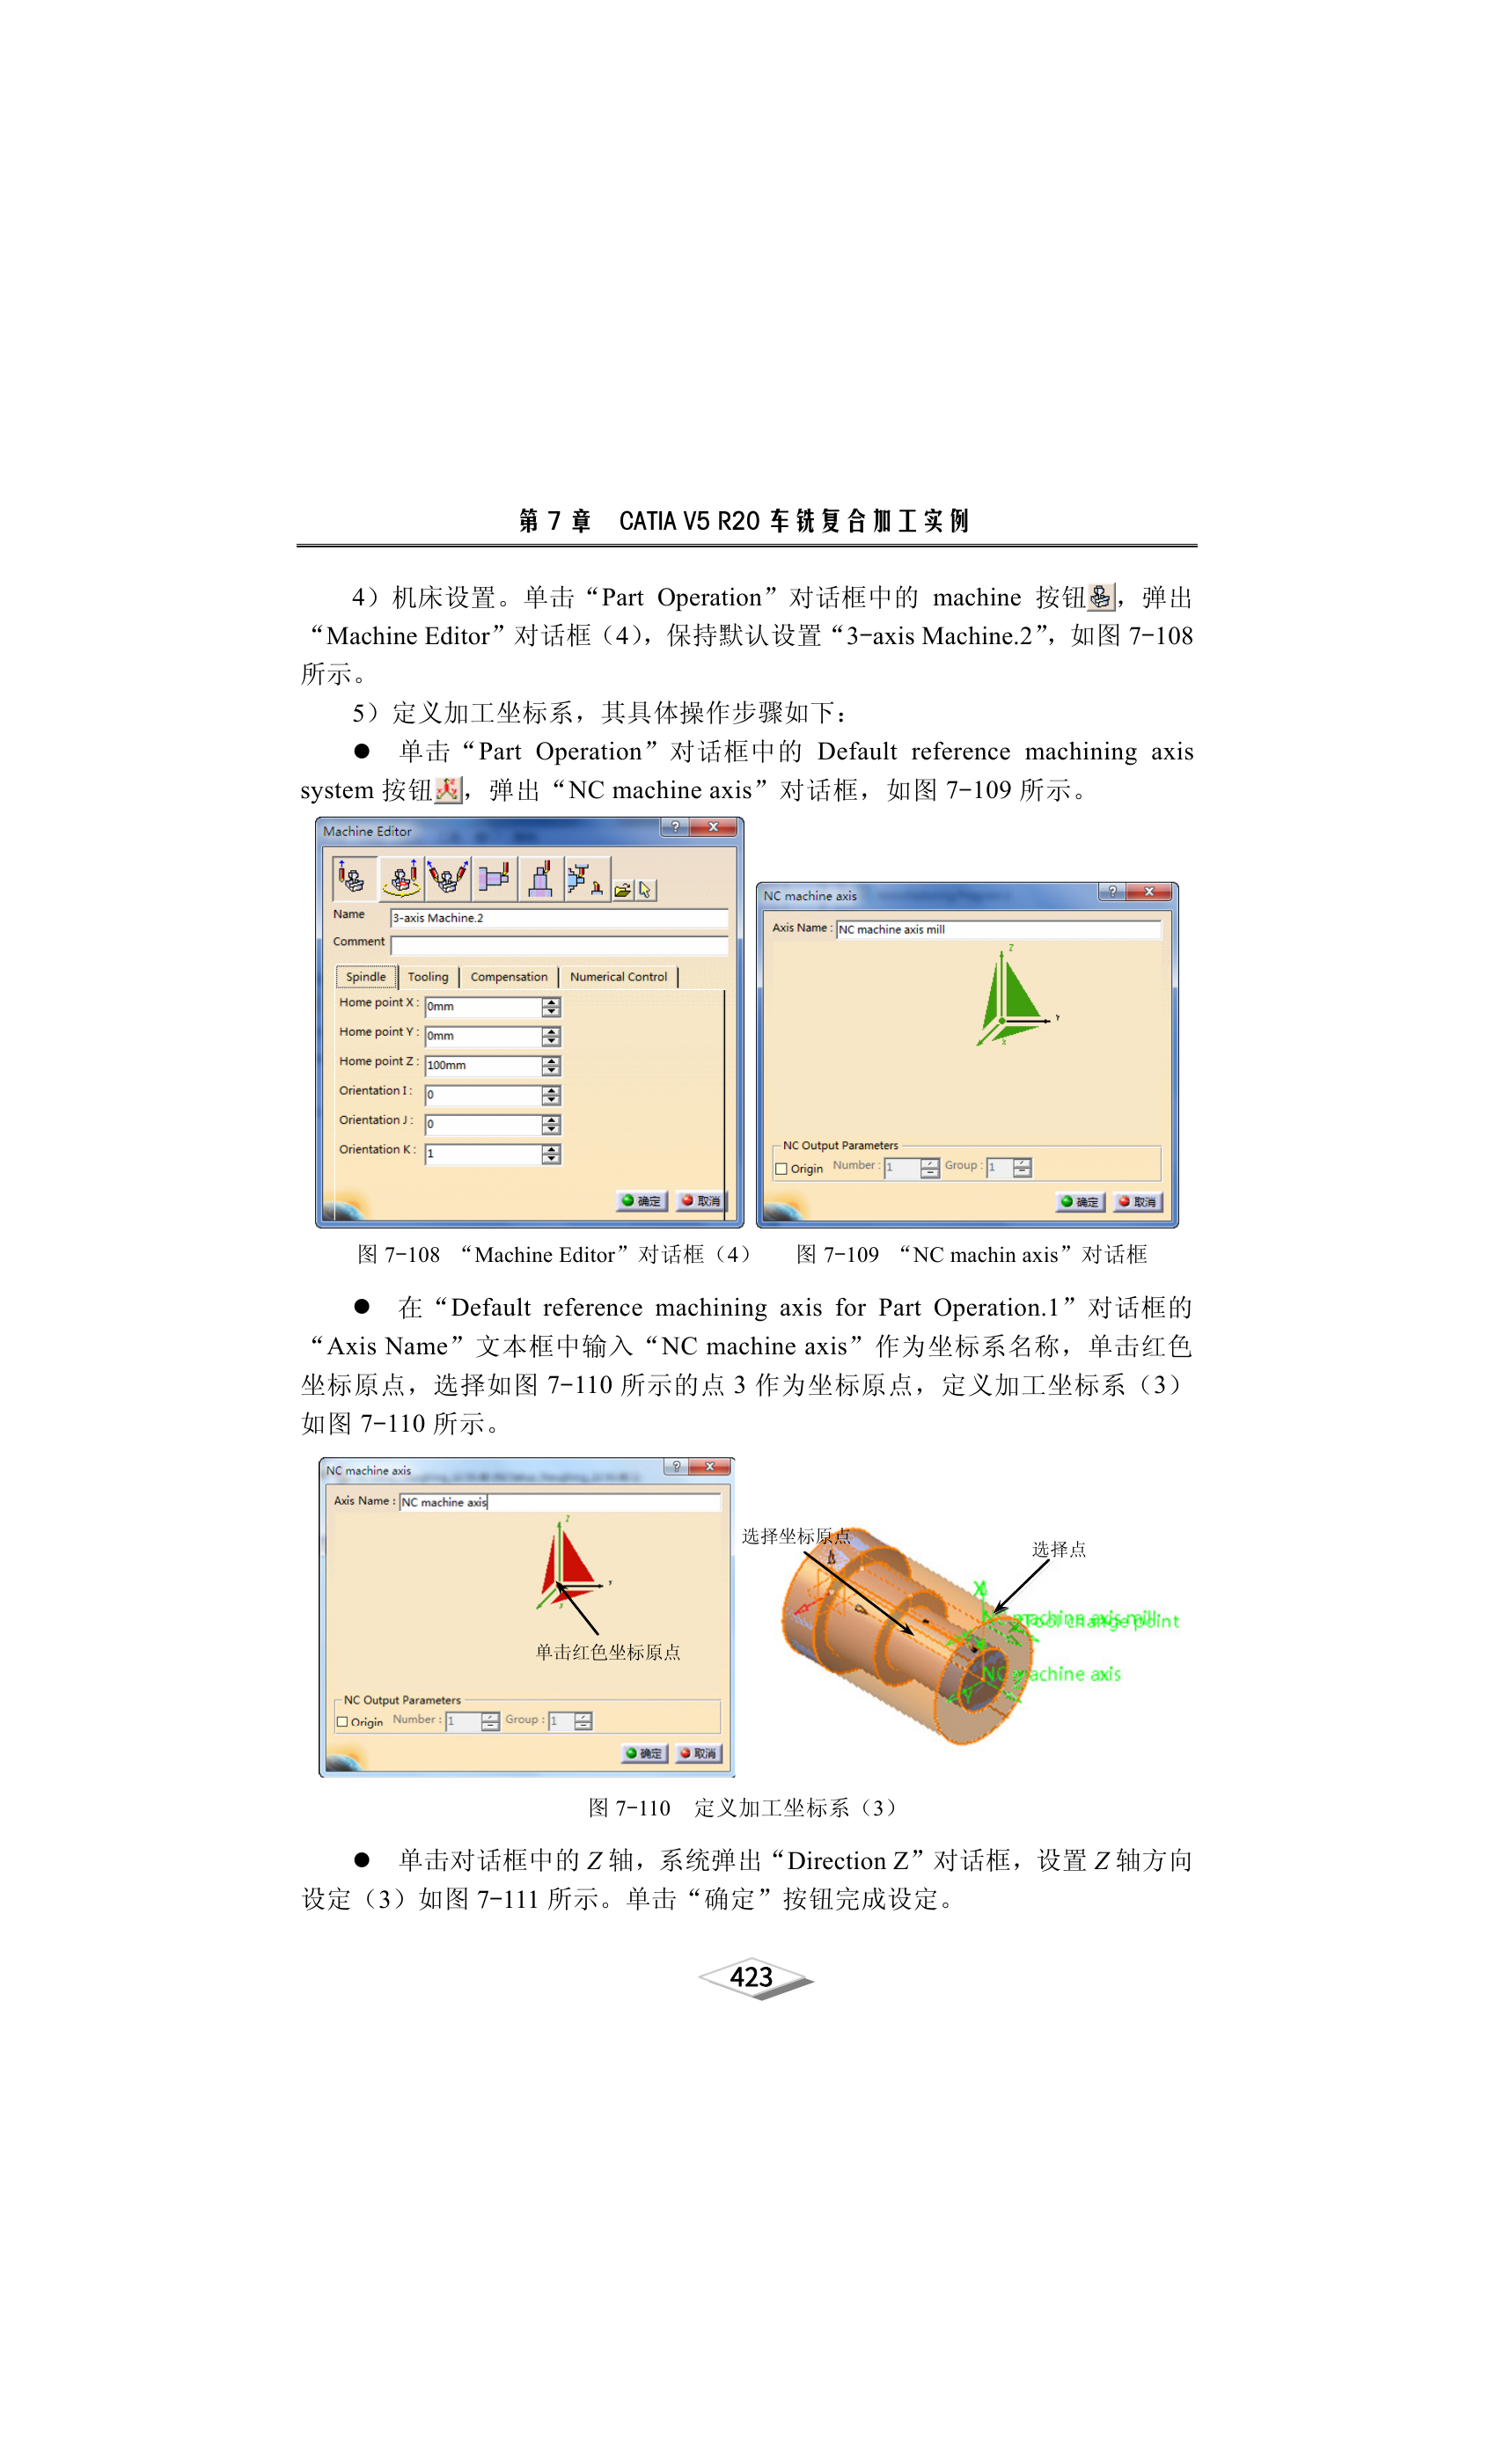 第 7 章 CATIA V5 R20 车铣复合加工实例
4）机床设置。单击“Part Operation”对话框中的 machine 按钮，弹出
“Machine Editor”对话框（4），保持默认设置“3-axis Machine.2”，如图 7-108
所示。
5）定义加工坐标系，其具体操作步骤如下：
● 单击“Part Operation”对话框中的 Default reference machining axis
system 按钮，弹出“NC machine axis”对话框，如图 7-109 所示。
Machine Editor
Name 3-axis Machine.2
Comment
Spindle Tooling Compensation Numerical Control
Home point X : 0mm
Home point Y : 0mm
Home point Z : 100mm
Orientation I : 0
Orientation J : 0
Orientation K : 1
确定 取消
NC machine axis
Axis Name : NC machine axis mill
Z
Y
X
NC Output Parameters
Origin Number : 1 Group : 1
确定 取消
图 7-108 “Machine Editor”对话框（4）
图 7-109 “NC machin axis”对话框
● 在“Default reference machining axis for Part Operation.1”对话框的
“Axis Name”文本框中输入“NC machine axis”作为坐标系名称，单击红色
坐标原点，选择如图 7-110 所示的点 3 作为坐标原点，定义加工坐标系（3）
如图 7-110 所示。
NC machine axis
Axis Name : NC machine axis
Z
Y
X
单击红色坐标原点
NC Output Parameters
Origin Number : 1 Group : 1
确定 取消
选择坐标原点
选择点
X
machine axis mill
Tool change point
NC machine axis
Y
图 7-110 定义加工坐标系（3）
● 单击对话框中的 Z 轴，系统弹出“Direction Z”对话框，设置 Z 轴方向
设定（3）如图 7-111 所示。单击“确定”按钮完成设定。
423